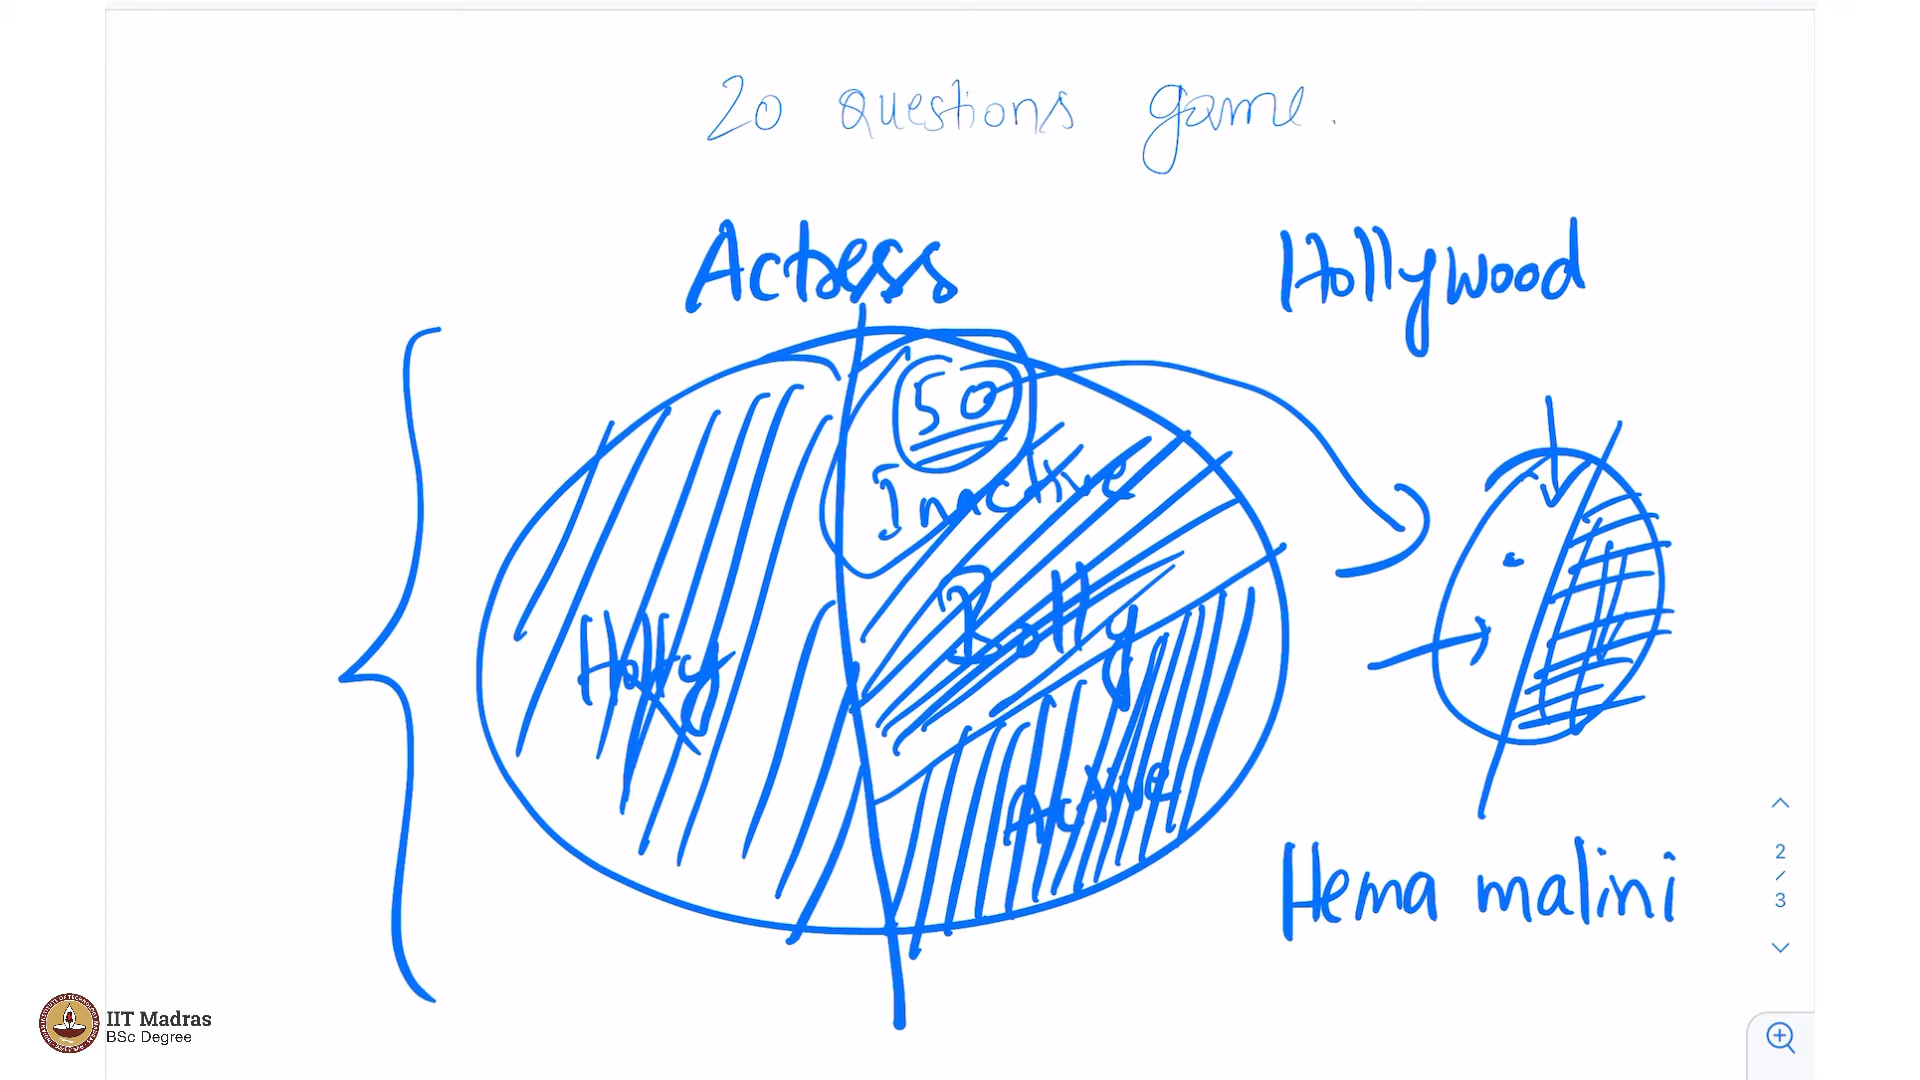 20 questions game.
Actress
Hollywood
50
Inactive
Bolly
Holly
Active
Hema malini
2
/
3
IIT Madras
BSc Degree